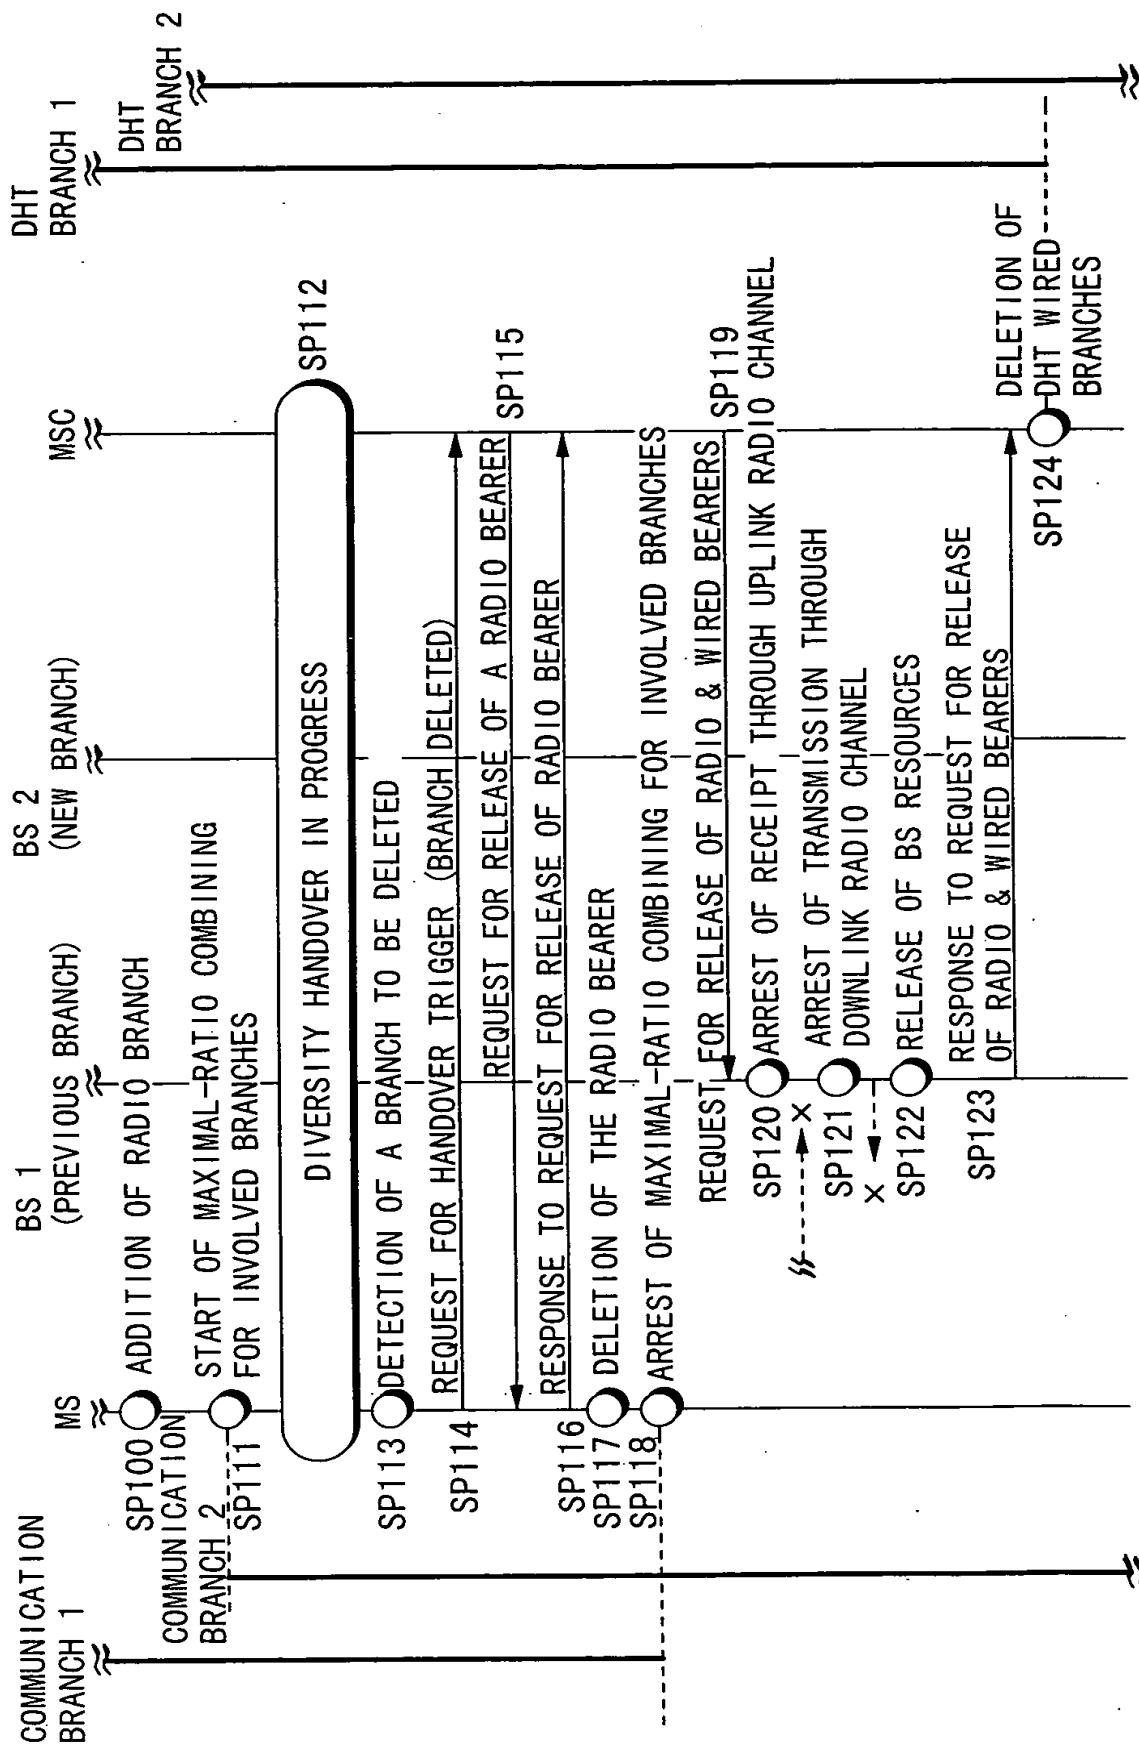 COMMUNICATION
BRANCH 1
MS
BS 1
(PREVIOUS BRANCH)
BS 2
(NEW BRANCH)
MSC
DHT
BRANCH 1
DHT
BRANCH 2
SP100
ADDITION OF RADIO BRANCH
COMMUNICATION
BRANCH 2
SP111
START OF MAXIMAL-RATIO COMBINING
FOR INVOLVED BRANCHES
DIVERSITY HANDOVER IN PROGRESS
SP112
SP113
DETECTION OF A BRANCH TO BE DELETED
SP114
REQUEST FOR HANDOVER TRIGGER (BRANCH DELETED)
REQUEST FOR RELEASE OF A RADIO BEARER
SP115
SP116
RESPONSE TO REQUEST FOR RELEASE OF RADIO BEARER
SP117
DELETION OF THE RADIO BEARER
SP118
ARREST OF MAXIMAL-RATIO COMBINING FOR INVOLVED BRANCHES
REQUEST FOR RELEASE OF RADIO & WIRED BEARERS
SP119
SP120
ARREST OF RECEIPT THROUGH UPLINK RADIO CHANNEL
X
SP121
ARREST OF TRANSMISSION THROUGH
DOWNLINK RADIO CHANNEL
X
SP122
RELEASE OF BS RESOURCES
SP123
RESPONSE TO REQUEST FOR RELEASE
OF RADIO & WIRED BEARERS
SP124
DELETION OF
DHT WIRED
BRANCHES